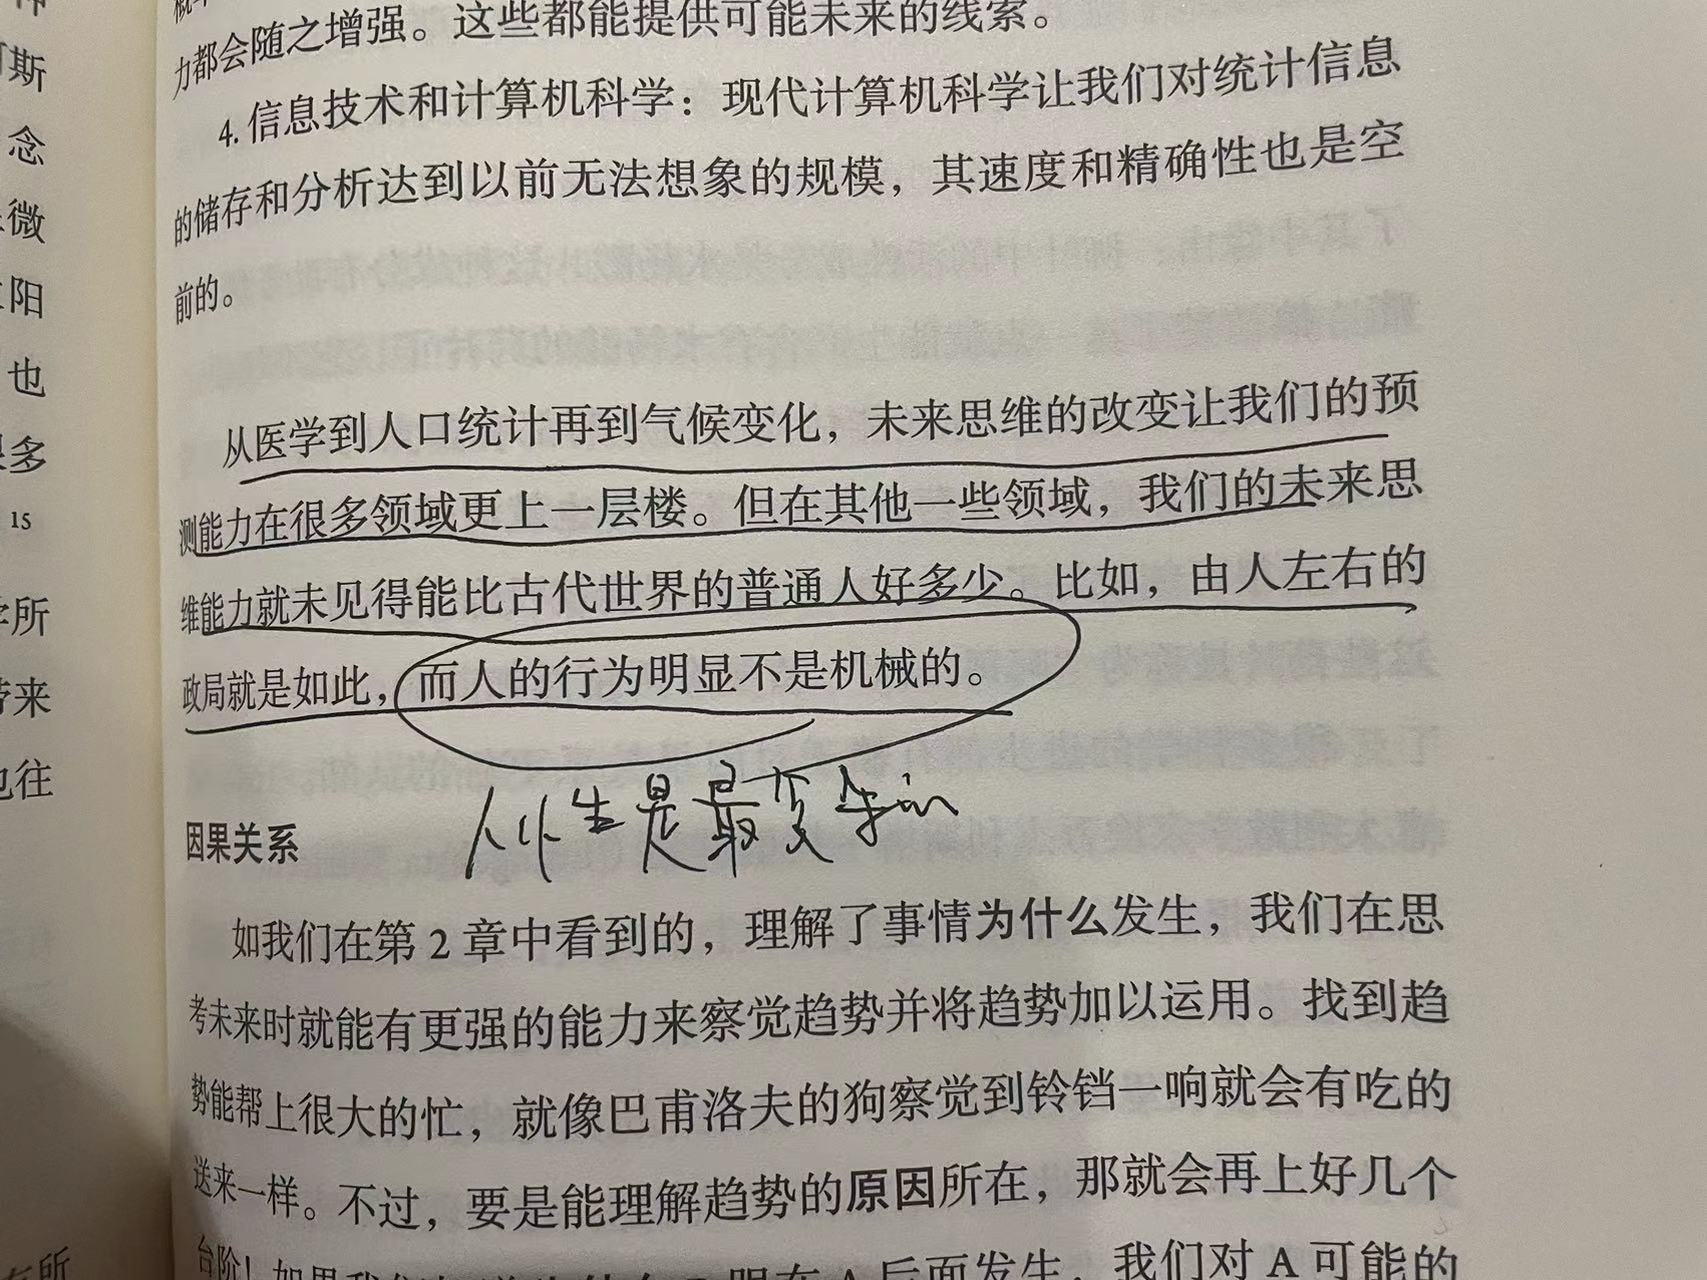 斯
念
微
阳
也
多
15
所
来
也往
力都会随之增强。这些都能提供可能未来的线索。
4. 信息技术和计算机科学：现代计算机科学让我们对统计信息
的储存和分析达到以前无法想象的规模，其速度和精确性也是空
前的。
从医学到人口统计再到气候变化，未来思维的改变让我们的预
测能力在很多领域更上一层楼。但在其他一些领域，我们的未来思
维能力就未见得能比古代世界的普通人好多少。比如，由人左右的
政局就是如此，而人的行为明显不是机械的。
人 生是最复杂的
因果关系
如我们在第 2 章中看到的，理解了事情为什么发生，我们在思
考未来时就能有更强的能力来察觉趋势并将趋势加以运用。找到趋
势能帮上很大的忙，就像巴甫洛夫的狗察觉到铃铛一响就会有吃的
送来一样。不过，要是能理解趋势的原因所在，那就会再上好几个
台阶！如果我们 后面发生，我们对 A 可能的